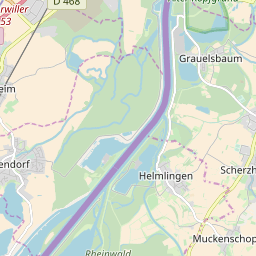 D 468
rwiller
53
Grauelsbaum
eim
endorf
Helmlingen
Scherzh
Muckenschop
Rheinwald